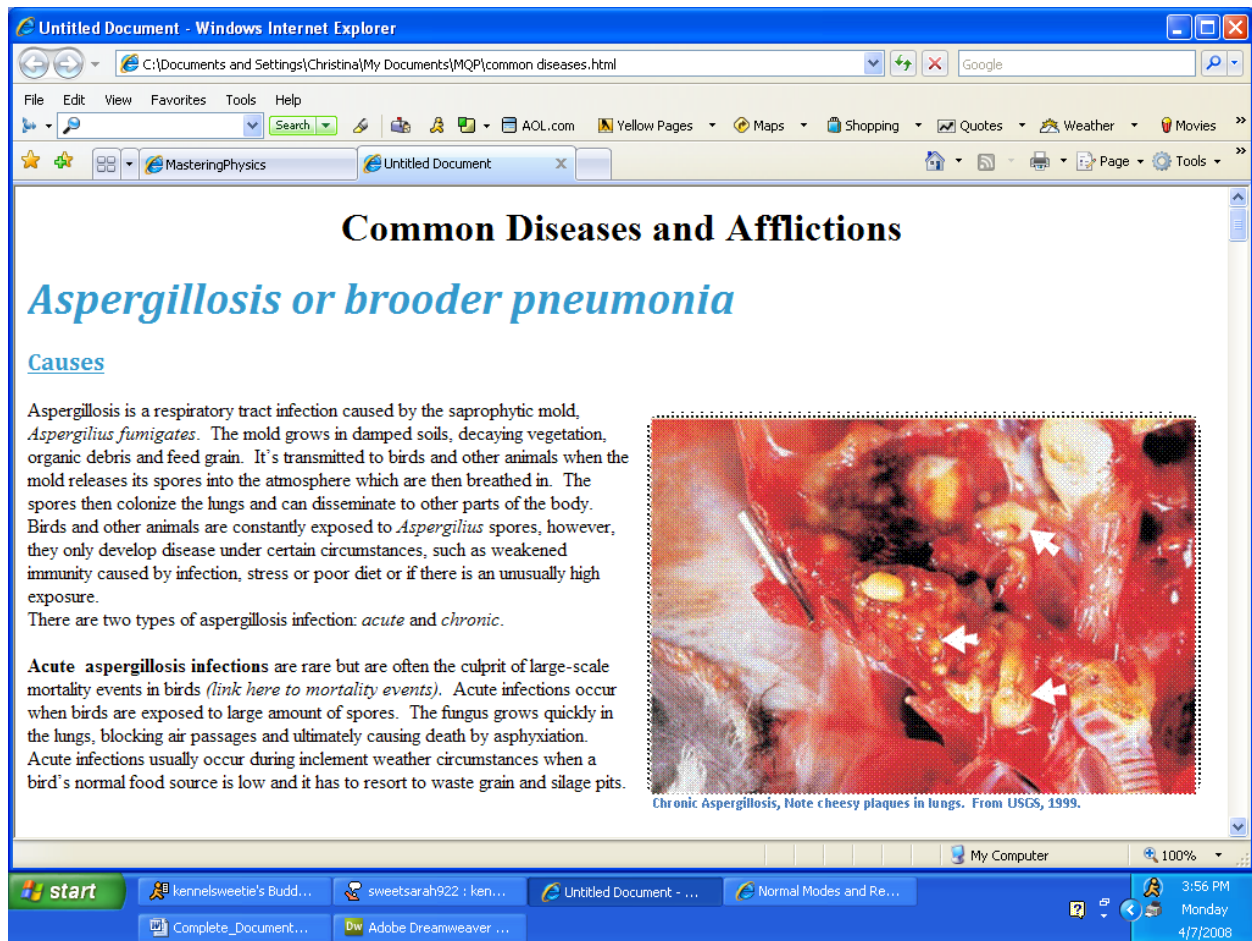 Untitled Document - Windows Internet Explorer
C:\Documents and Settings\Christina\My Documents\MQP\common diseases.html
Google
File Edit View Favorites Tools Help
Search AOL.com Yellow Pages Maps Shopping Quotes Weather Movies
MasteringPhysics Untitled Document Page Tools
Common Diseases and Afflictions
Aspergillosis or brooder pneumonia
Causes
Aspergillosis is a respiratory tract infection caused by the saprophytic mold,
Aspergilius fumigates. The mold grows in damped soils, decaying vegetation,
organic debris and feed grain. It's transmitted to birds and other animals when the
mold releases its spores into the atmosphere which are then breathed in. The
spores then colonize the lungs and can disseminate to other parts of the body.
Birds and other animals are constantly exposed to Aspergilius spores, however,
they only develop disease under certain circumstances, such as weakened
immunity caused by infection, stress or poor diet or if there is an unusually high
exposure.
There are two types of aspergillosis infection: acute and chronic.
Acute aspergillosis infections are rare but are often the culprit of large-scale
mortality events in birds (link here to mortality events). Acute infections occur
when birds are exposed to large amount of spores. The fungus grows quickly in
the lungs, blocking air passages and ultimately causing death by asphyxiation.
Acute infections usually occur during inclement weather circumstances when a
bird's normal food source is low and it has to resort to waste grain and silage pits.
Chronic Aspergillosis, Note cheesy plaques in lungs. From USGS, 1999.
My Computer 100%
start kennelsweetie's Budd... sweetsarah922 : ken... Untitled Document - ... Normal Modes and Re... 3:56 PM
Monday
Complete_Document... Dw Adobe Dreamweaver ... 4/7/2008